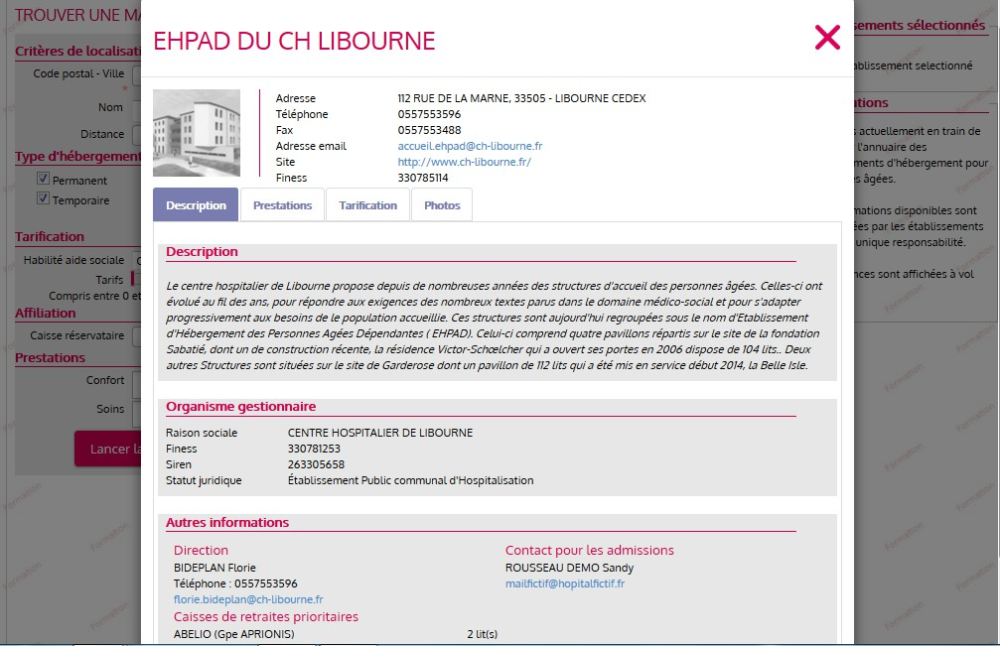 TROUVER UNE MA
Critères de localisati
Code postal - Ville
*
Nom
Distance
Type d'hébergement
Permanent
Temporaire
Tarification
Habilité aide sociale
Tarifs
Compris entre 0 et
Affiliation
Caisse réservataire
Prestations
Confort
Soins
Lancer la
EHPAD DU CH LIBOURNE
Adresse 112 RUE DE LA MARNE, 33505 - LIBOURNE CEDEX
Téléphone 0557553596
Fax 0557553488
Adresse email accueil.ehpad@ch-libourne.fr
Site http://www.ch-libourne.fr/
Finess 330785114
Description Prestations Tarification Photos
Description
Le centre hospitalier de Libourne propose depuis de nombreuses années des structures d'accueil des personnes âgées. Celles-ci ont
évolué au fil des ans, pour répondre aux exigences des nombreux textes parus dans le domaine médico-social et pour s'adapter
progressivement aux besoins de la population accueillie. Ces structures sont aujourd'hui regroupées sous le nom d'Etablissement
d'Hébergement des Personnes Agées Dépendantes ( EHPAD). Celui-ci comprend quatre pavillons répartis sur le site de la fondation
Sabatié, dont un de construction récente, la résidence Victor-Schœlcher qui a ouvert ses portes en 2006 dispose de 104 lits.. Deux
autres Structures sont situées sur le site de Garderose dont un pavillon de 112 lits qui a été mis en service début 2014, la Belle Isle.
Organisme gestionnaire
Raison sociale CENTRE HOSPITALIER DE LIBOURNE
Finess 330781253
Siren 263305658
Statut juridique Établissement Public communal d'Hospitalisation
Autres informations
Direction Contact pour les admissions
BIDEPLAN Florie ROUSSEAU DEMO Sandy
Téléphone : 0557553596 mailfictif@hopitalfictif.fr
florie.bideplan@ch-libourne.fr
Caisses de retraites prioritaires
ABELIO (Gpe APRIONIS) 2 lit(s)
sements sélectionnés
ablissement selectionné
ations
s actuellement en train de
r l'annuaire des
ments d'hébergement pour
s âgées.
mations disponibles sont
ées par les établissements
unique responsabilité.
nces sont affichées à vol
Formation
Formation
Formation
Formation